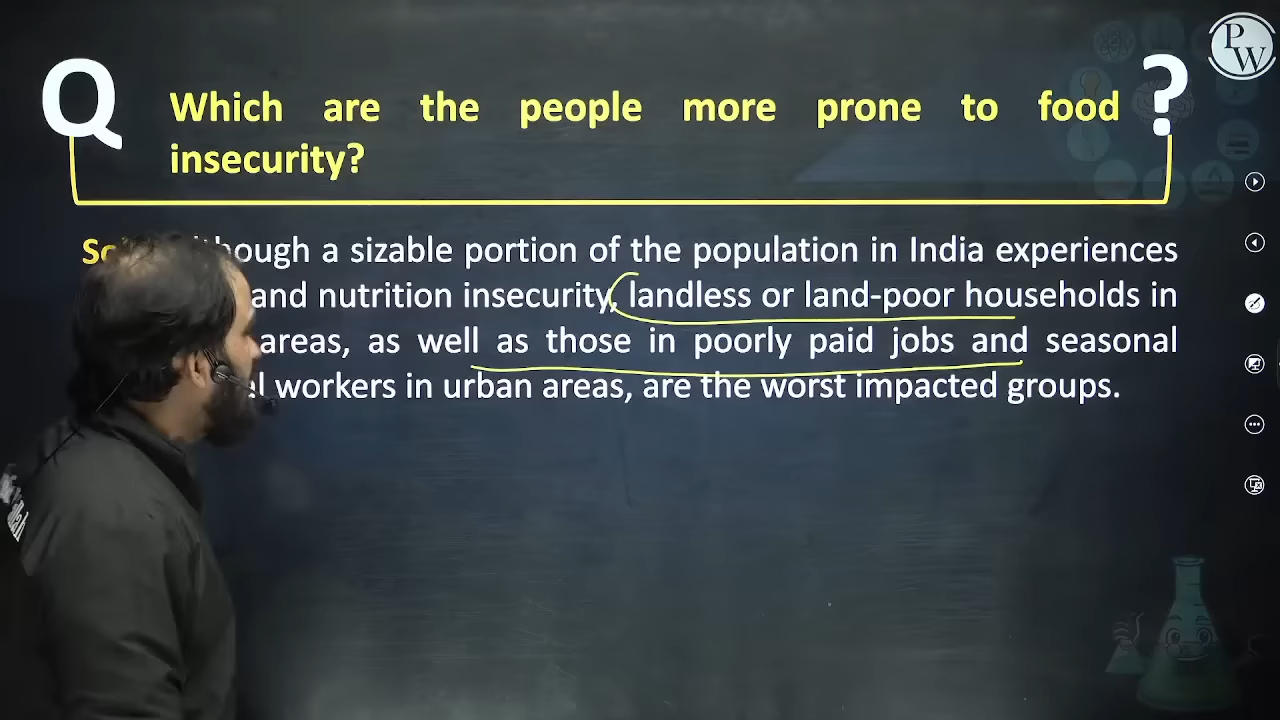 PW
Q Which are the people more prone to food ?
insecurity?
though a sizable portion of the population in India experiences
and nutrition insecurity, landless or land-poor households in
areas, as well as those in poorly paid jobs and seasonal
workers in urban areas, are the worst impacted groups.